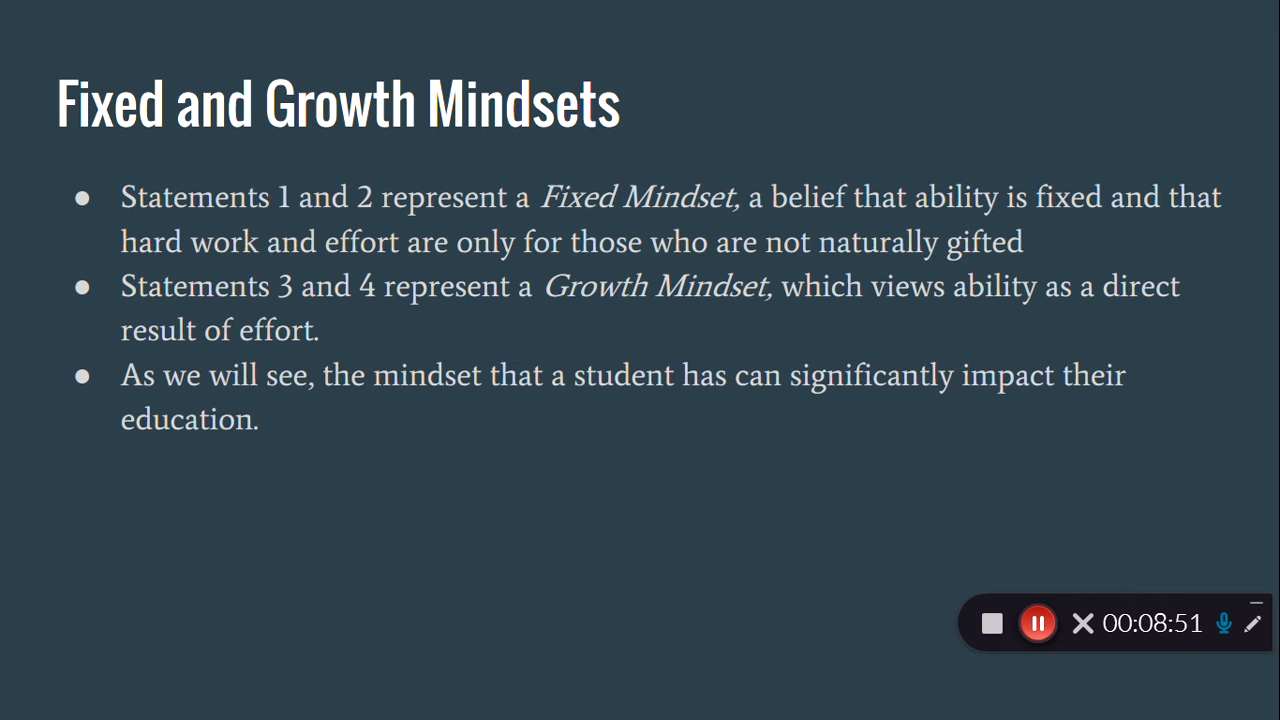 Fixed and Growth Mindsets
● Statements 1 and 2 represent a Fixed Mindset, a belief that ability is fixed and that
hard work and effort are only for those who are not naturally gifted
● Statements 3 and 4 represent a Growth Mindset, which views ability as a direct
result of effort.
● As we will see, the mindset that a student has can significantly impact their
education.
00:08:51